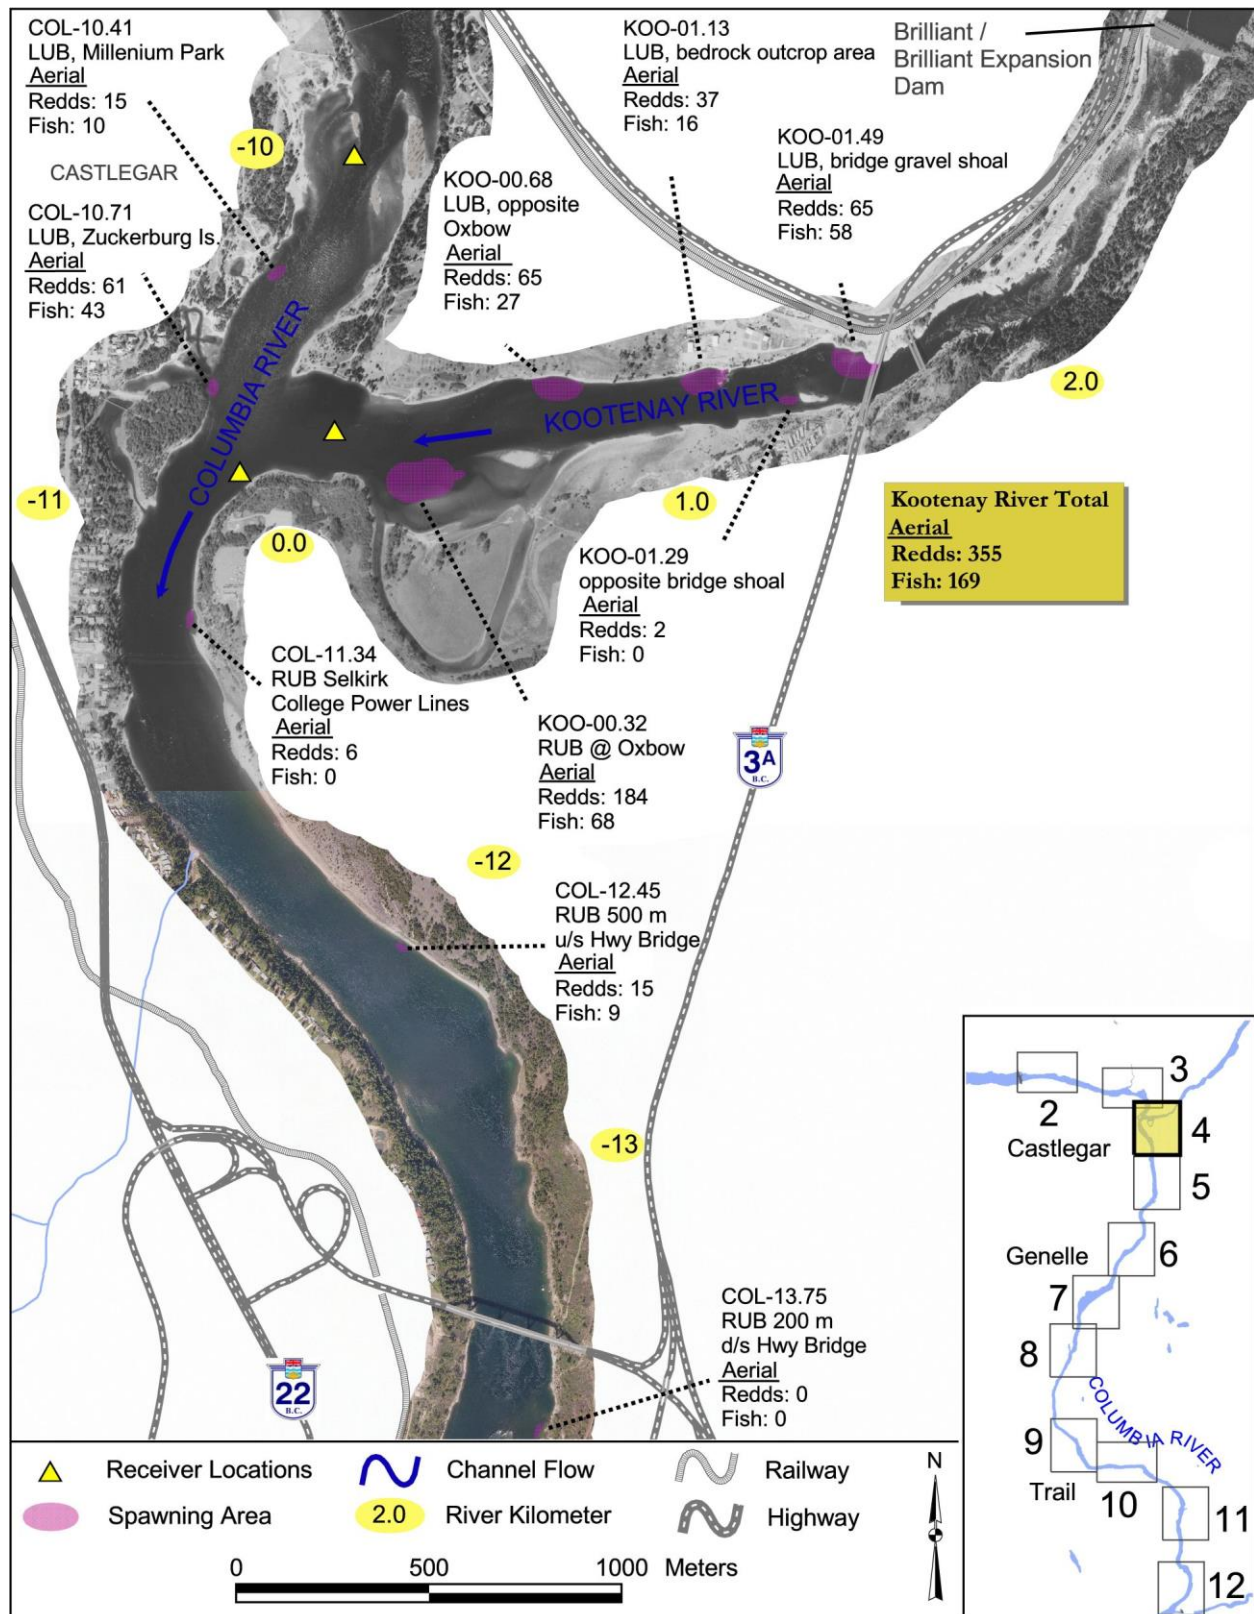 COL-10.41
LUB, Millenium Park
Aerial
Redds: 15
Fish: 10
KOO-01.13
LUB, bedrock outcrop area
Aerial
Redds: 37
Fish: 16
Brilliant /
Brilliant Expansion
Dam
-10
CASTLEGAR
KOO-01.49
LUB, bridge gravel shoal
Aerial
Redds: 65
Fish: 58
KOO-00.68
LUB, opposite
Oxbow
Aerial
Redds: 65
Fish: 27
COL-10.71
LUB, Zuckerburg Is.
Aerial
Redds: 61
Fish: 43
COLUMBIA RIVER
KOOTENAY RIVER
2.0
-11
0.0
1.0
Kootenay River Total
Aerial
Redds: 355
Fish: 169
KOO-01.29
opposite bridge shoal
Aerial
Redds: 2
Fish: 0
COL-11.34
RUB Selkirk
College Power Lines
Aerial
Redds: 6
Fish: 0
KOO-00.32
RUB @ Oxbow
Aerial
Redds: 184
Fish: 68
3A
B.C.
-12
COL-12.45
RUB 500 m
u/s Hwy Bridge
Aerial
Redds: 15
Fish: 9
-13
COL-13.75
RUB 200 m
d/s Hwy Bridge
Aerial
Redds: 0
Fish: 0
22
B.C.
3
2
Castlegar
4
5
6
Genelle
7
8
COLUMBIA RIVER
9
Trail
10
11
12
Receiver Locations
Channel Flow
Railway
Spawning Area
2.0
River Kilometer
Highway
N
0 500 1000 Meters